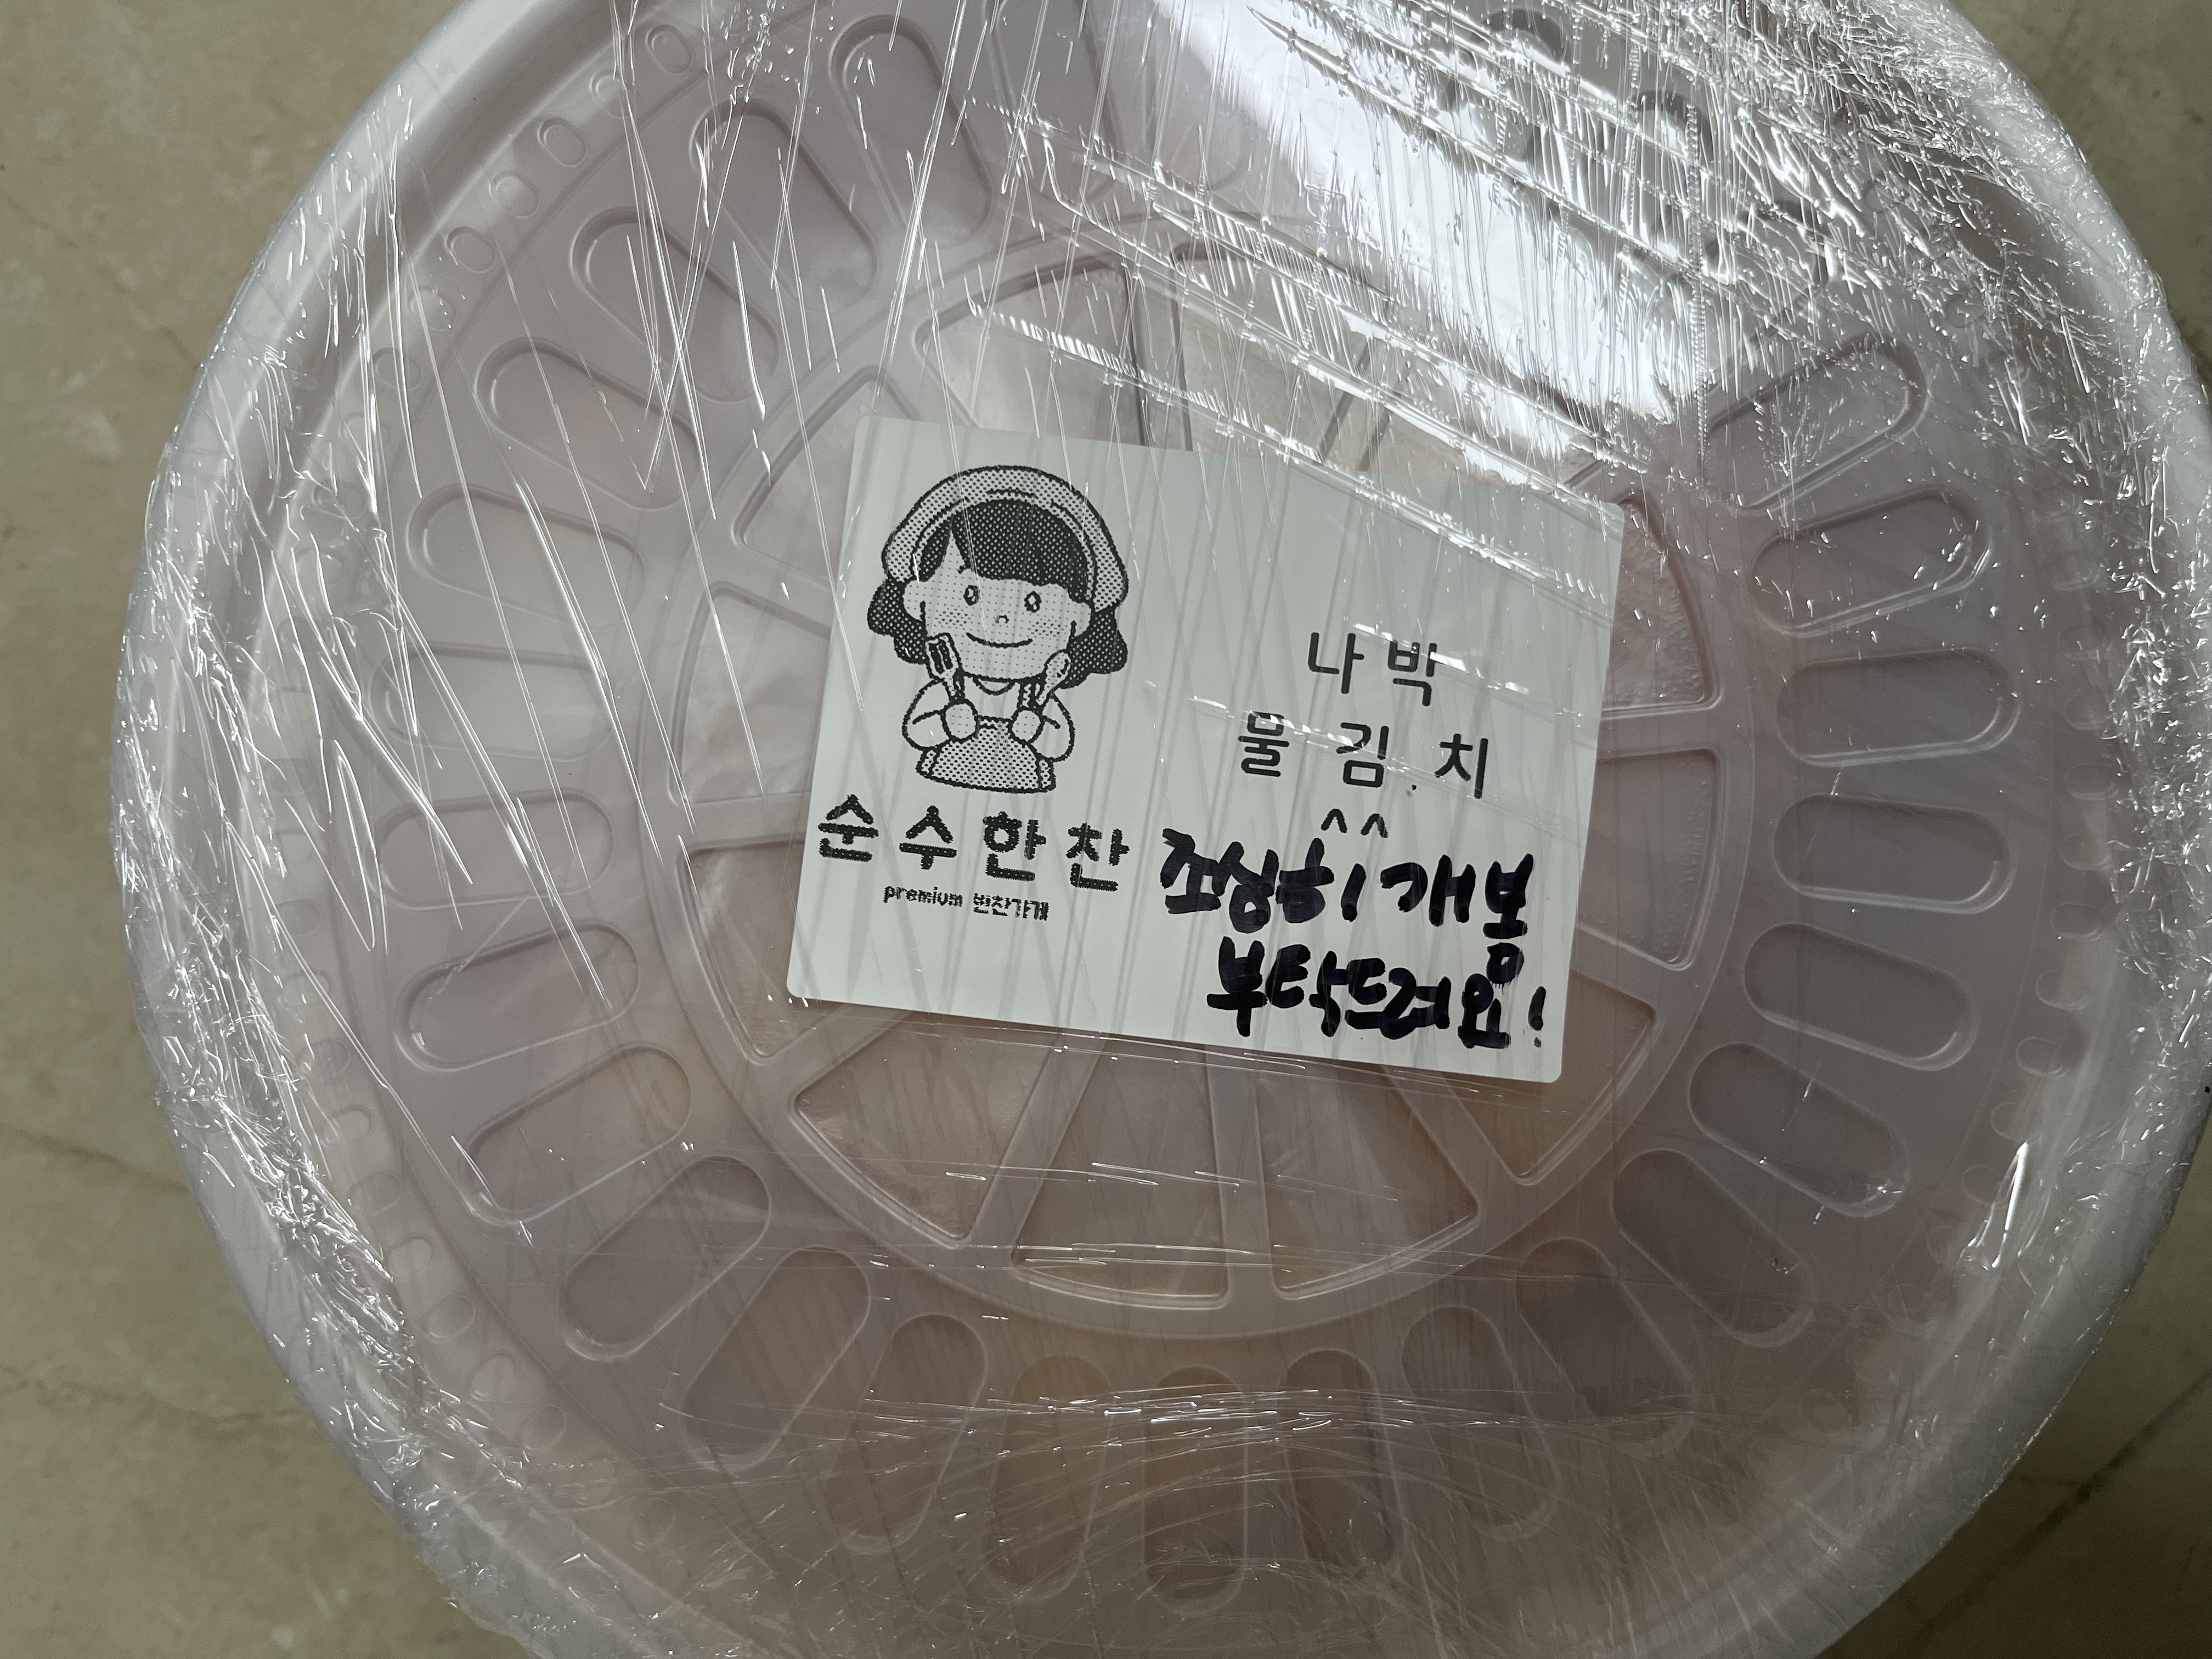 순수한찬
premium 반찬가게
나박
물김치
^^
조심히 개봉
부탁드려요!